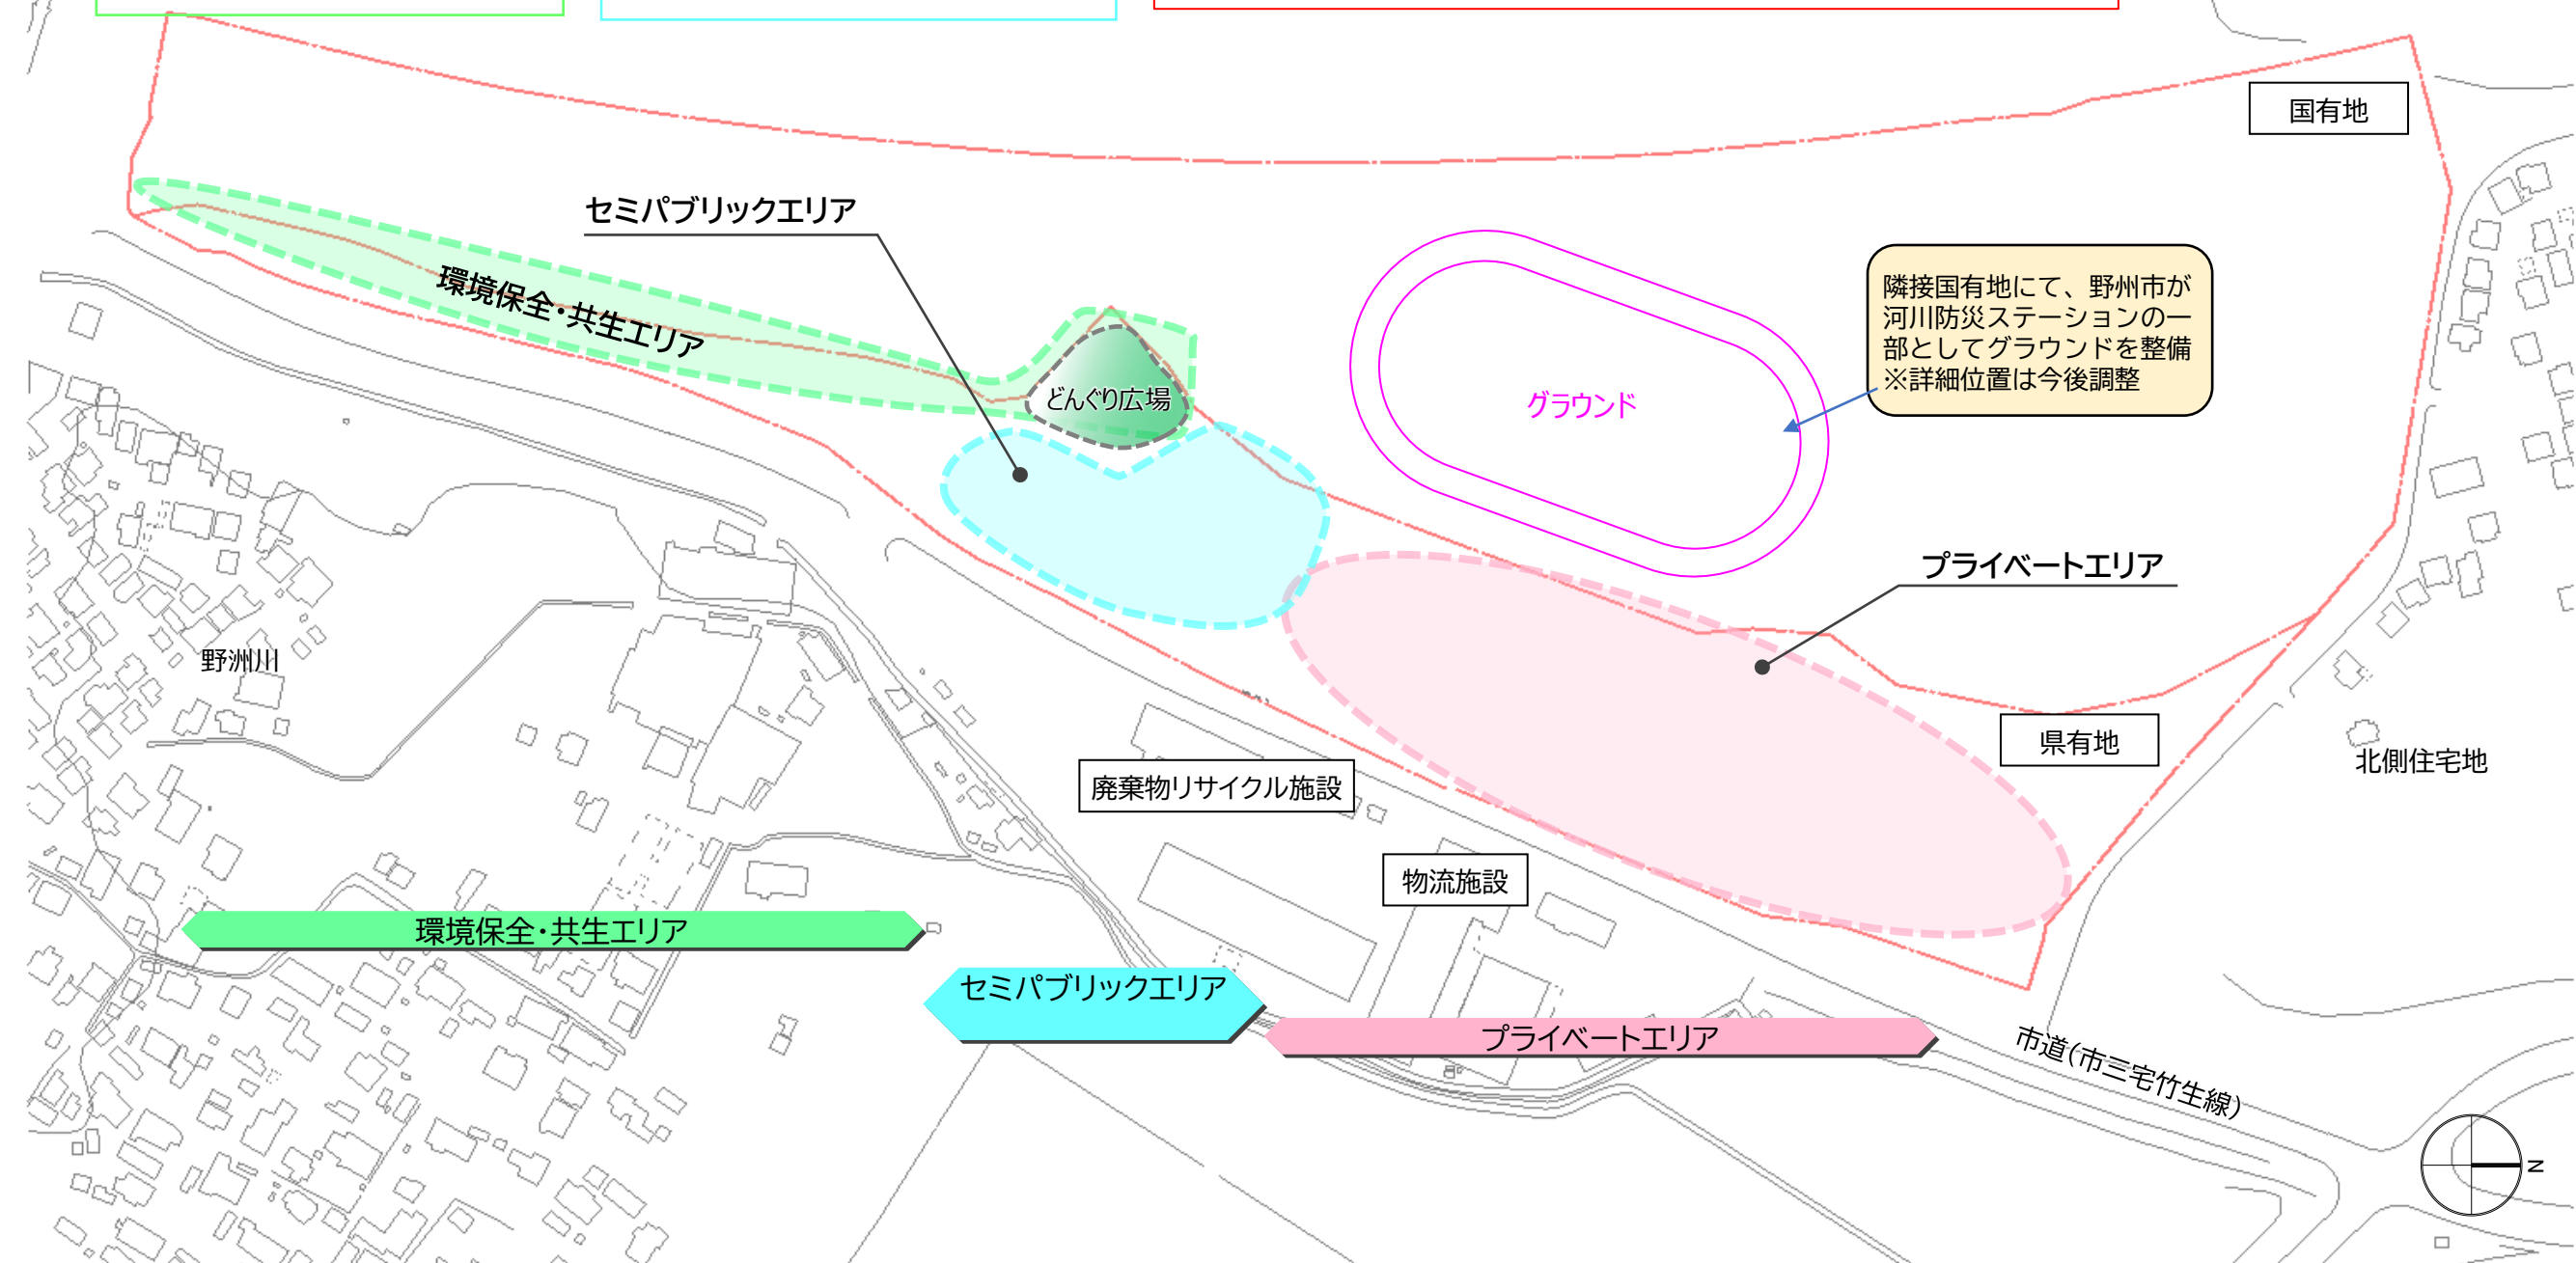 国有地
セミパブリックエリア
環境保全・共生エリア
隣接国有地にて、野州市が
河川防災ステーションの一
部としてグラウンドを整備
※詳細位置は今後調整
どんぐり広場
グラウンド
プライベートエリア
野洲川
県有地
北側住宅地
廃棄物リサイクル施設
物流施設
環境保全・共生エリア
セミパブリックエリア
プライベートエリア
市道（市三宅竹生線）
N